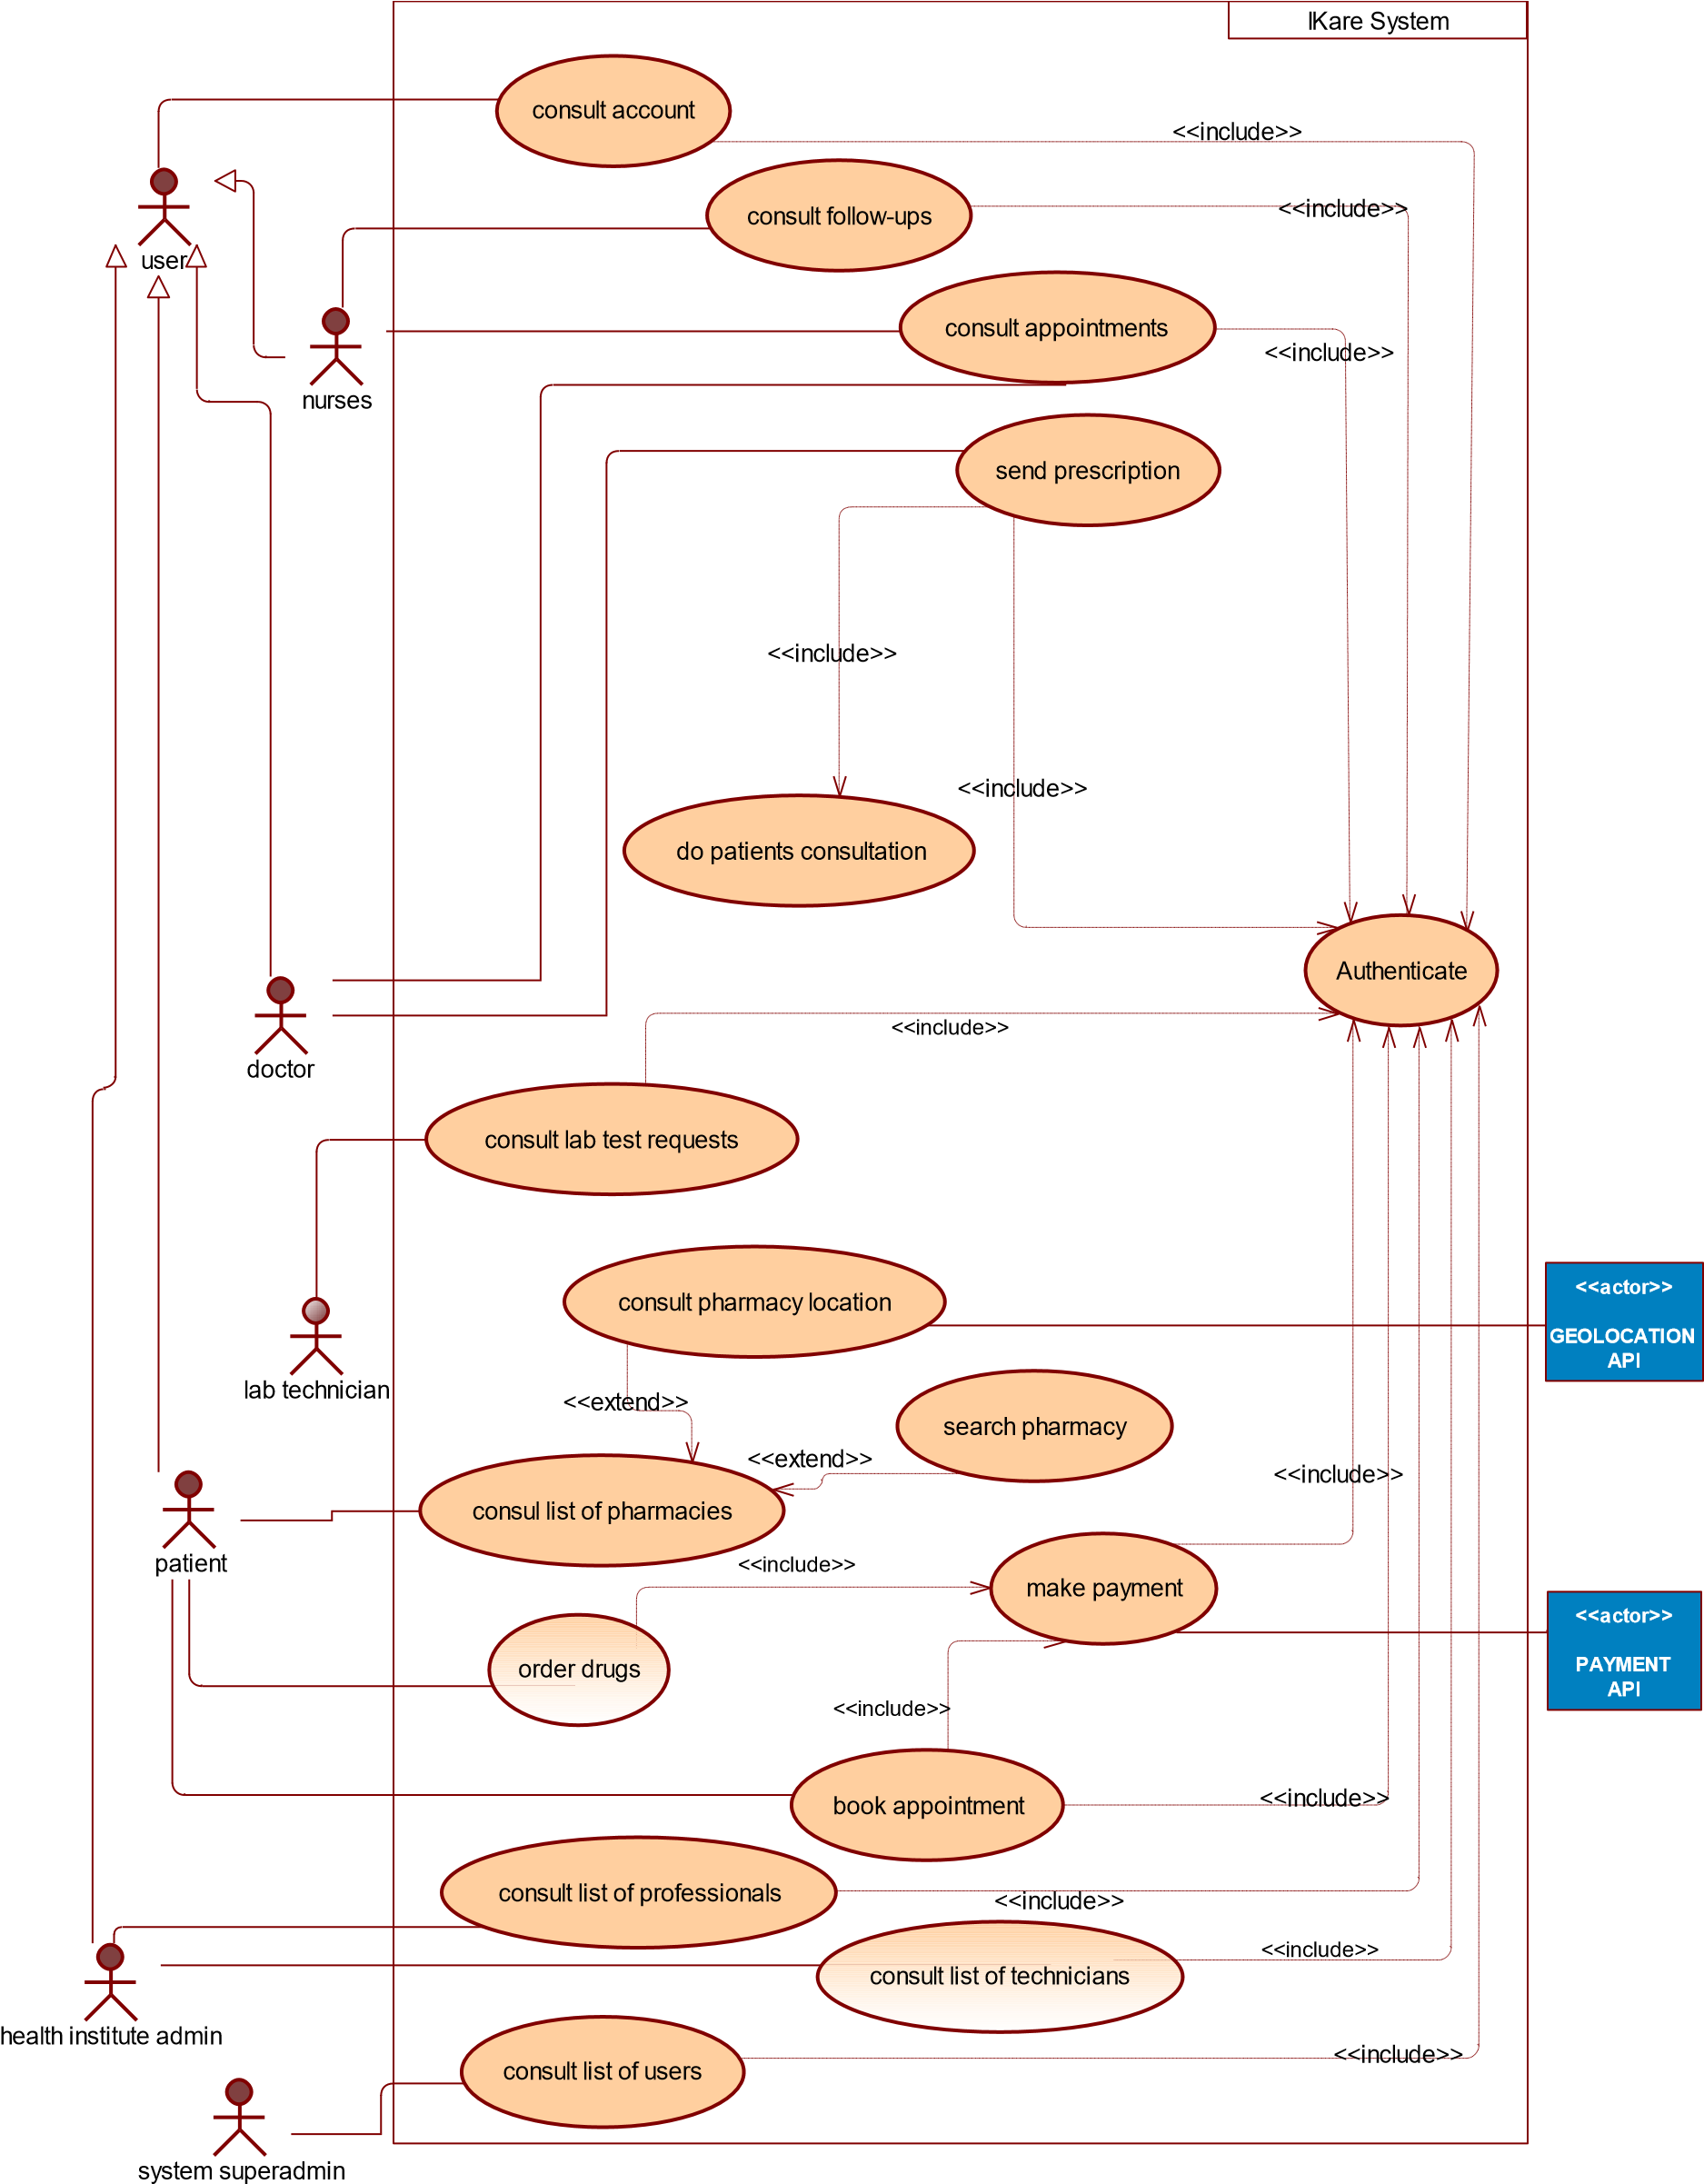 IKare System
consult account
<<include>>
consult follow-ups
<<include>>
user
consult appointments
<<include>>
nurses
send prescription
<<include>>
<<include>>
do patients consultation
Authenticate
<<include>>
doctor
consult lab test requests
<<actor>>
GEOLOCATION
API
consult pharmacy location
lab technician
<<extend>>
search pharmacy
<<extend>>
<<include>>
consul list of pharmacies
patient
<<include>>
make payment
<<actor>>
PAYMENT
API
order drugs
<<include>>
book appointment
<<include>>
consult list of professionals
<<include>>
<<include>>
consult list of technicians
health institute admin
<<include>>
consult list of users
system superadmin